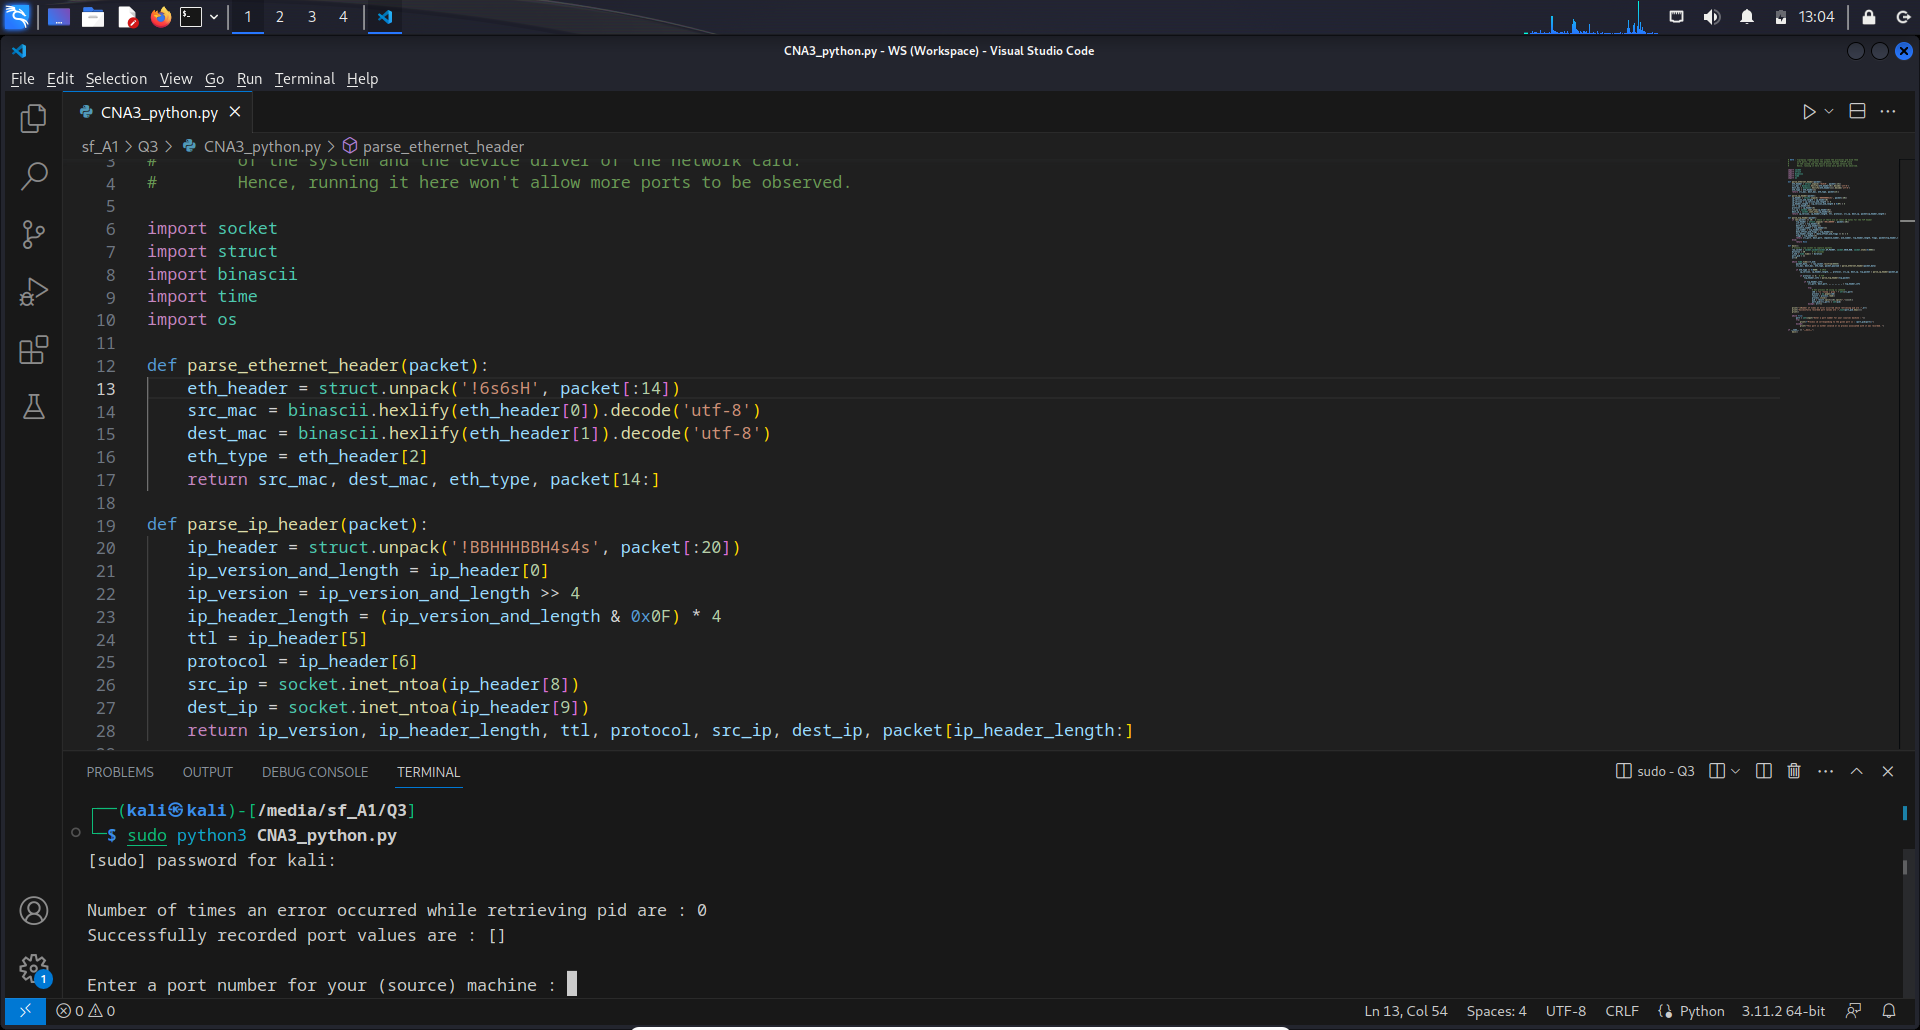 1 2 3 4 13:04
CNA3_python.py - WS (Workspace) - Visual Studio Code
File Edit Selection View Go Run Terminal Help
CNA3_python.py
sf_A1 > Q3 > CNA3_python.py > parse_ethernet_header
3 # of the system and the device driver of the network card.
4 # Hence, running it here won't allow more ports to be observed.
5
6 import socket
7 import struct
8 import binascii
9 import time
10 import os
11
12 def parse_ethernet_header(packet):
13 eth_header = struct.unpack('!6s6sH', packet[:14])
14 src_mac = binascii.hexlify(eth_header[0]).decode('utf-8')
15 dest_mac = binascii.hexlify(eth_header[1]).decode('utf-8')
16 eth_type = eth_header[2]
17 return src_mac, dest_mac, eth_type, packet[14:]
18
19 def parse_ip_header(packet):
20 ip_header = struct.unpack('!BBHHHBBH4s4s', packet[:20])
21 ip_version_and_length = ip_header[0]
22 ip_version = ip_version_and_length >> 4
23 ip_header_length = (ip_version_and_length & 0x0F) * 4
24 ttl = ip_header[5]
25 protocol = ip_header[6]
26 src_ip = socket.inet_ntoa(ip_header[8])
27 dest_ip = socket.inet_ntoa(ip_header[9])
28 return ip_version, ip_header_length, ttl, protocol, src_ip, dest_ip, packet[ip_header_length:]
PROBLEMS OUTPUT DEBUG CONSOLE TERMINAL sudo - Q3
(kali㉿kali)-[/media/sf_A1/Q3]
$ sudo python3 CNA3_python.py
[sudo] password for kali:
Number of times an error occurred while retrieving pid are : 0
Successfully recorded port values are : []
Enter a port number for your (source) machine :
1
0 0 Ln 13, Col 54 Spaces: 4 UTF-8 CRLF Python 3.11.2 64-bit